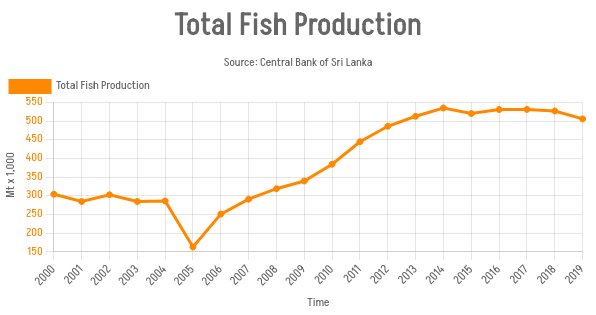 Total Fish Production
Source: Central Bank of Sri Lanka
Total Fish Production
550
500
450
400
350
300
250
200
150
Mt x 1,000
2000 2001 2002 2003 2004 2005 2006 2007 2008 2009 2010 2011 2012 2013 2014 2015 2016 2017 2018 2019
Time